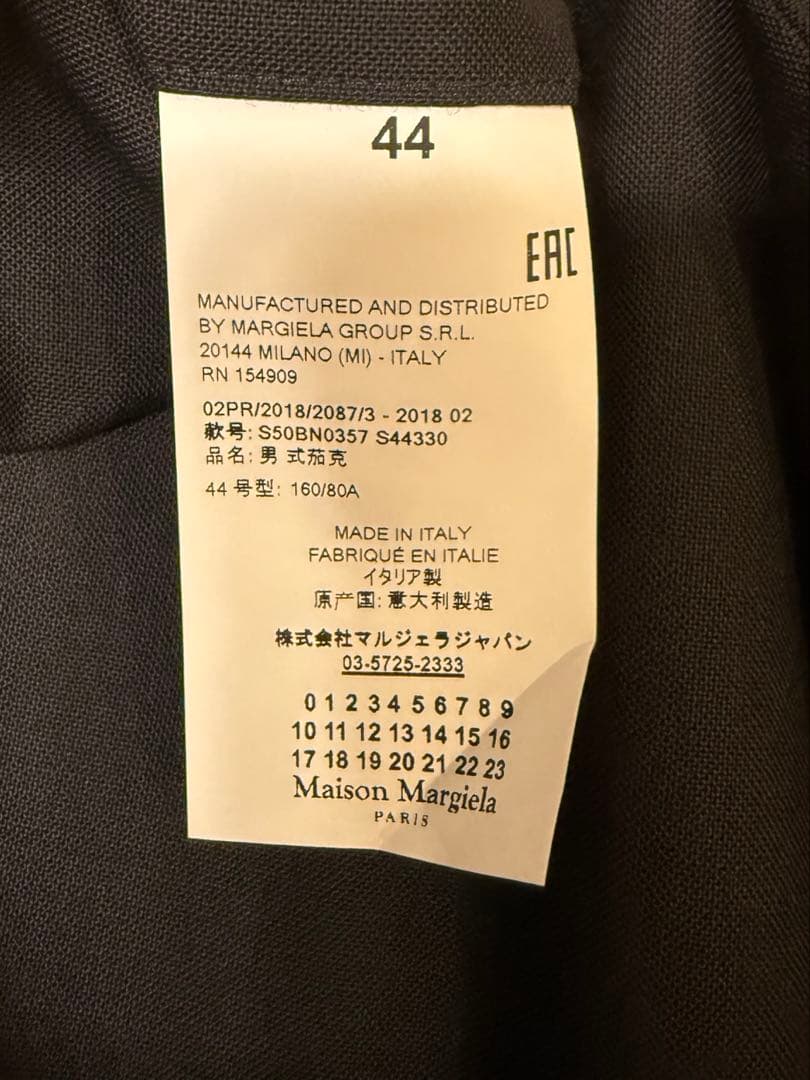 44
EAC
MANUFACTURED AND DISTRIBUTED
BY MARGIELA GROUP S.R.L.
20144 MILANO (MI) - ITALY
RN 154909
02PR/2018/2087/3 - 2018 02
款号: S50BN0357 S44330
品名: 男 式茄克
44 号型: 160/80A
MADE IN ITALY
FABRIQUÉ EN ITALIE
イタリア製
原产国: 意大利製造
株式会社マルジェラジャパン
03-5725-2333
0 1 2 3 4 5 6 7 8 9
10 11 12 13 14 15 16
17 18 19 20 21 22 23
Maison Margiela
PARIS